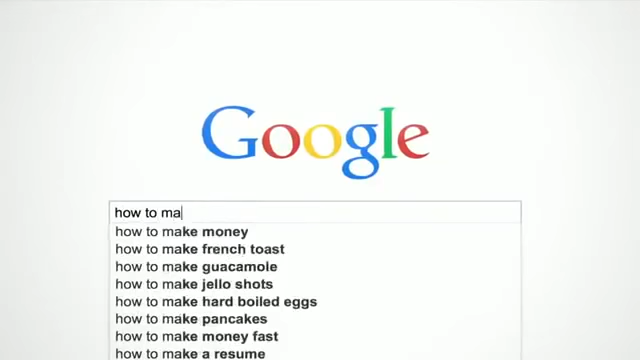 Google
how to ma
how to make money
how to make french toast
how to make guacamole
how to make jello shots
how to make hard boiled eggs
how to make pancakes
how to make money fast
how to make a resume